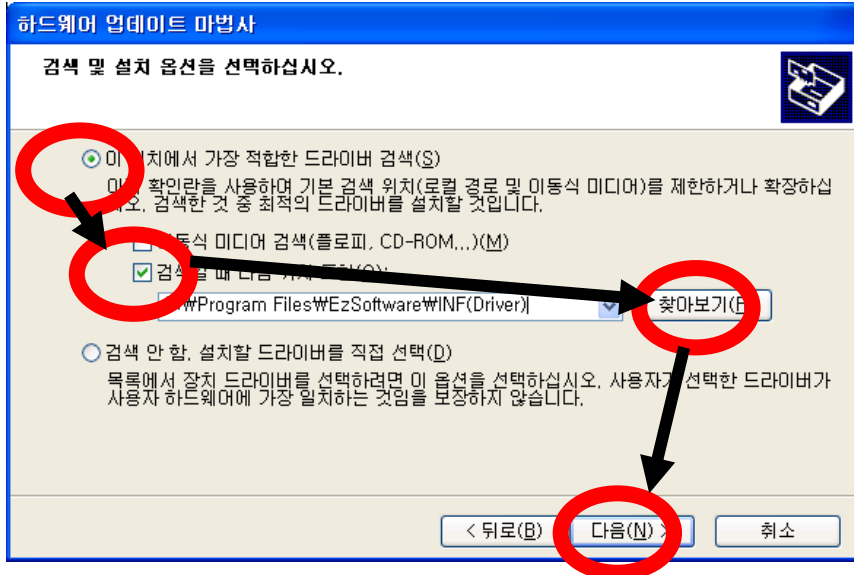 하드웨어 업데이트 마법사
검색 및 설치 옵션을 선택하십시오.
이 에서 가장 적합한 드라이버 검색(S)
확인란을 사용하여 기본 검색 위치(로컬 경로 및 이동식 미디어)를 제한하거나 확장하십
오. 검색한 것 중 최적의 드라이버를 설치할 것입니다.
미디어 검색(플로피, CD-ROM...)(M)
검색할 때 다음
₩Program Files₩EzSoftware₩INF(Driver)
찾아보기(
검색 안 함. 설치할 드라이버를 직접 선택(D)
목록에서 장치 드라이버를 선택하려면 이 옵션을 선택하십시오. 사용자가 선택한 드라이버가
사용자 하드웨어에 가장 일치하는 것임을 보장하지 않습니다.
< 뒤로(B) 다음(N) > 취소